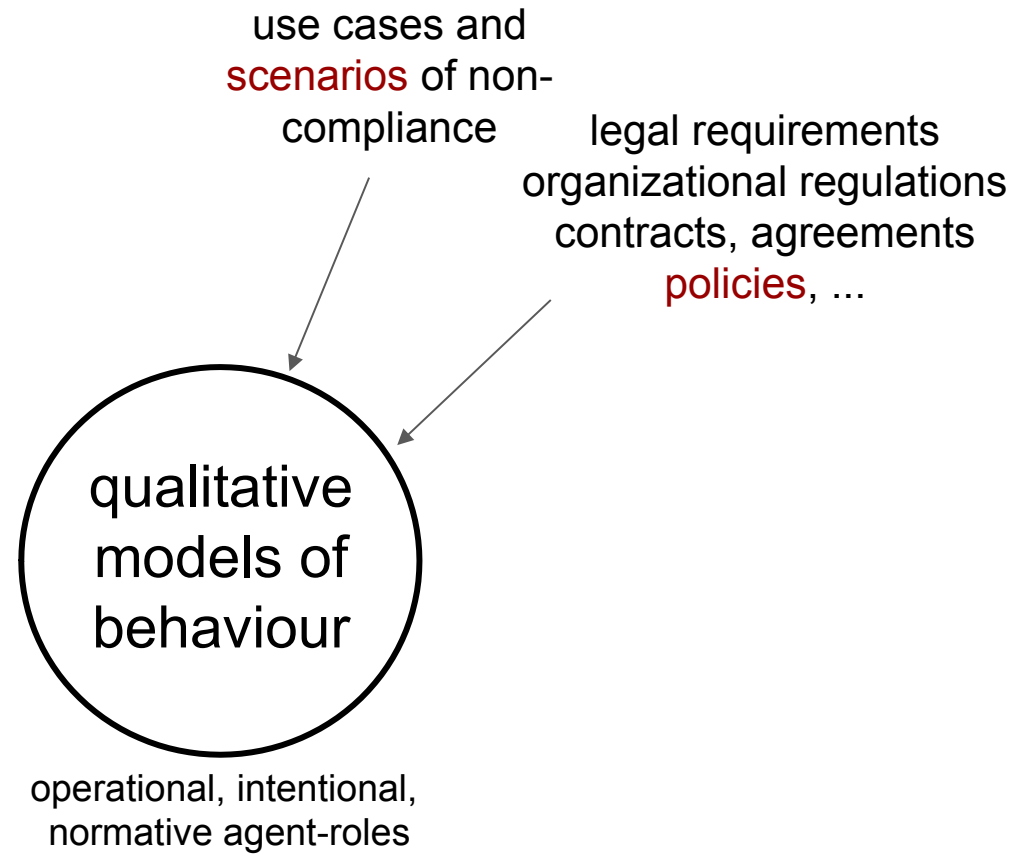 use cases and
scenarios of non-
compliance
legal requirements
organizational regulations
contracts, agreements
policies, ...
qualitative
models of
behaviour
operational, intentional,
normative agent-roles